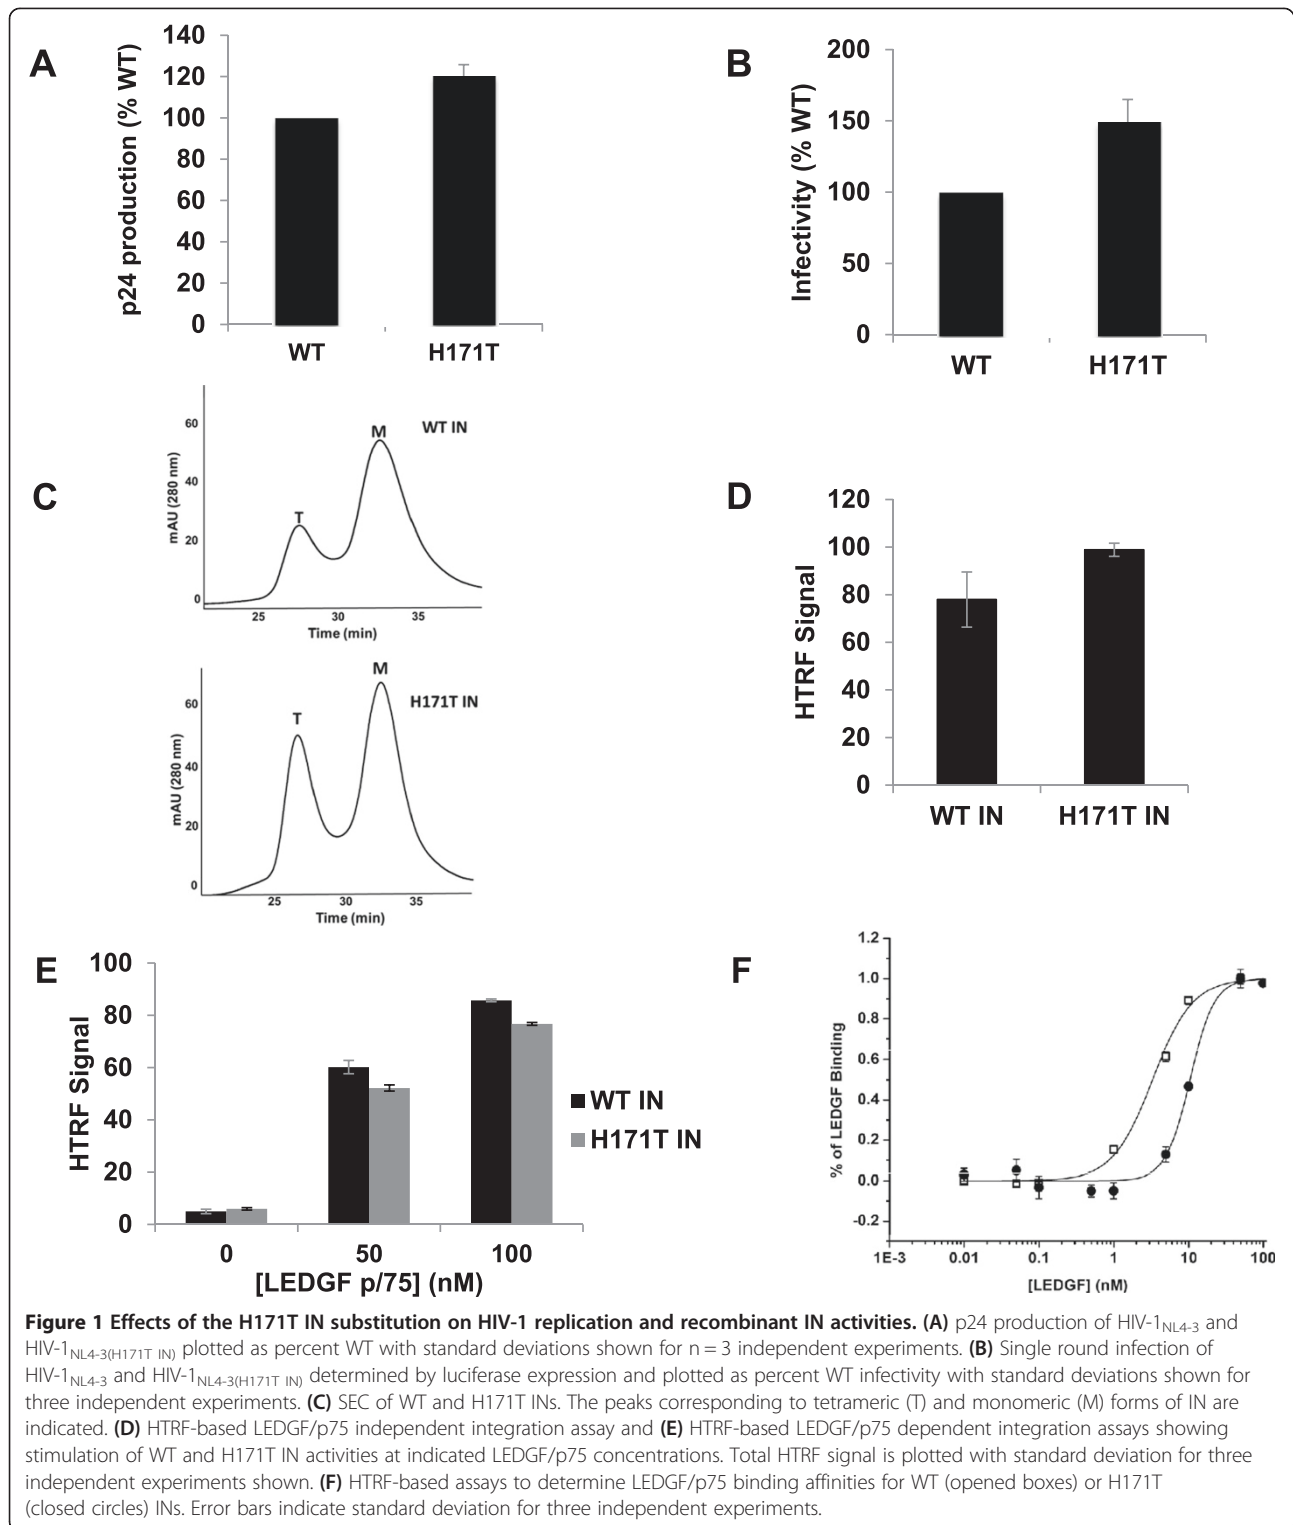 A
p24 production (% WT)
140
120
100
80
60
40
20
0
WT H171T
B
Infectivity (% WT)
200
150
100
50
0
WT H171T
C
mAU (280 nm)
60
40
20
0
T
M
WT IN
25 30 35
Time (min)
mAU (280 nm)
60
40
20
0
T
M
H171T IN
25 30 35
Time (min)
D
HTRF Signal
120
100
80
60
40
20
0
WT IN H171T IN
E
HTRF Signal
100
80
60
40
20
0
0 50 100
[LEDGF p/75] (nM)
WT IN
H171T IN
F
% of LEDGF Binding
1.2
1.0
0.8
0.6
0.4
0.2
0.0
-0.2
1E-3 0.01 0.1 1 10 100
[LEDGF] (nM)
Figure 1 Effects of the H171T IN substitution on HIV-1 replication and recombinant IN activities. (A) p24 production of HIV-1NL4-3 and
HIV-1NL4-3(H171T IN) plotted as percent WT with standard deviations shown for n = 3 independent experiments. (B) Single round infection of
HIV-1NL4-3 and HIV-1NL4-3(H171T IN) determined by luciferase expression and plotted as percent WT infectivity with standard deviations shown for
three independent experiments. (C) SEC of WT and H171T INs. The peaks corresponding to tetrameric (T) and monomeric (M) forms of IN are
indicated. (D) HTRF-based LEDGF/p75 independent integration assay and (E) HTRF-based LEDGF/p75 dependent integration assays showing
stimulation of WT and H171T IN activities at indicated LEDGF/p75 concentrations. Total HTRF signal is plotted with standard deviation for three
independent experiments shown. (F) HTRF-based assays to determine LEDGF/p75 binding affinities for WT (opened boxes) or H171T
(closed circles) INs. Error bars indicate standard deviation for three independent experiments.